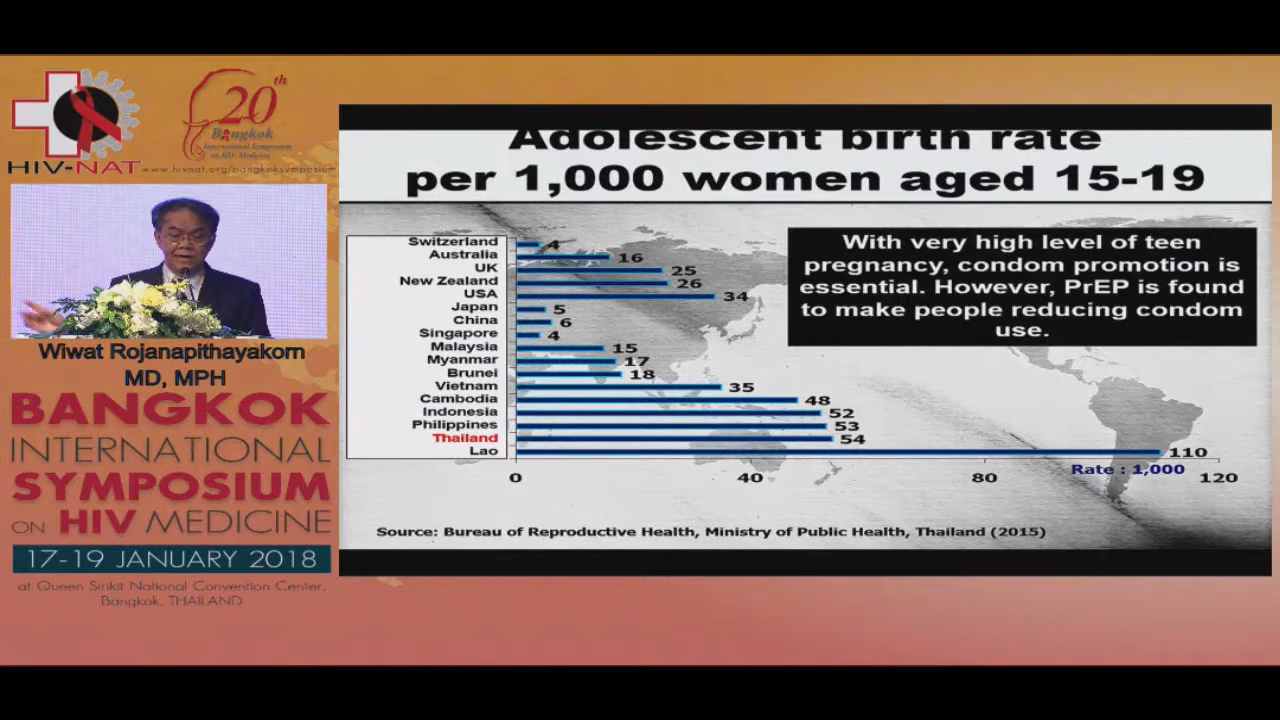 HIV-NAT
20th
Bangkok
International Symposium
on HIV Medicine
www.hivnat.org/bangkoksymposium
Wiwat Rojanapithayakorn
MD, MPH
BANGKOK
INTERNATIONAL
SYMPOSIUM
ON HIV MEDICINE
17-19 JANUARY 2018
at Queen Sirikit National Convention Center,
Bangkok, THAILAND
Adolescent birth rate
per 1,000 women aged 15-19
With very high level of teen
pregnancy, condom promotion is
essential. However, PrEP is found
to make people reducing condom
use.
Switzerland 4
Australia 16
UK 25
New Zealand 26
USA 34
Japan 5
China 6
Singapore 4
Malaysia 15
Myanmar 17
Brunei 18
Vietnam 35
Cambodia 48
Indonesia 52
Philippines 53
Thailand 54
Lao 110
Rate : 1,000
0 40 80 120
Source: Bureau of Reproductive Health, Ministry of Public Health, Thailand (2015)